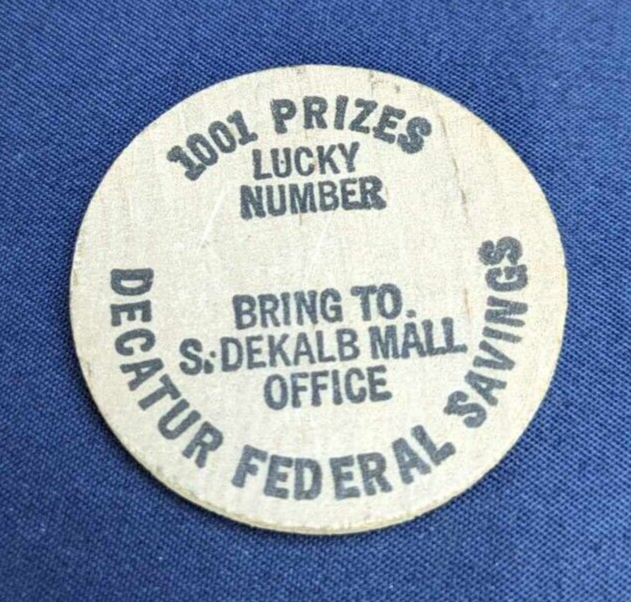 1001 PRIZES
LUCKY
NUMBER
BRING TO.
S. DEKALB MALL
OFFICE
DECATUR FEDERAL SAVINGS